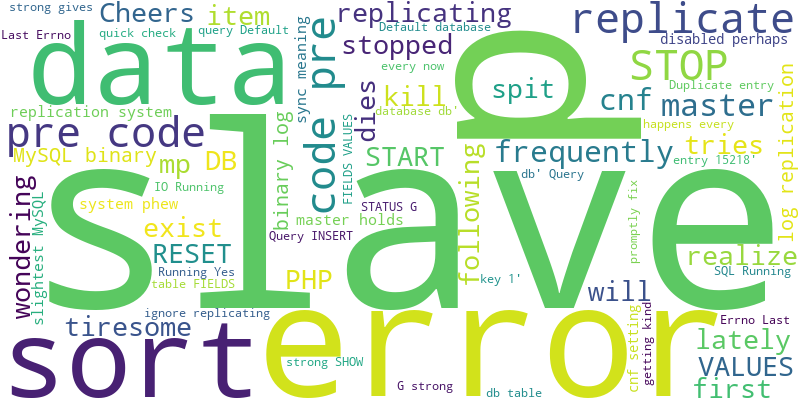 strong gives
Cheers
item
replicating
replicate
Last Errno
quick check
query Default
Default database
disabled perhaps
data
sync meaning
code pre
stopped
p
STOP
every now
spit
Duplicate entry
replication system
dies
kill
cnf
master
pre code
binary log
database db'
happens every
MySQL binary
mp
DB
FIELDS VALUES
START
following
frequently
tries
log replication
IO Running
db' Query
entry 15218'
wondering
slightest MySQL
system phew
slave
STATUS G
master holds
exist
Query INSERT
promptly fix
realize
RESET
Running Yes
table FIELDS
PHP
key 1'
SQL Running
will
ignore replicating
tiresome
error
cnf setting
getting kind
Errno Last
sort
lately
strong SHOW
VALUES
G strong
db table
first